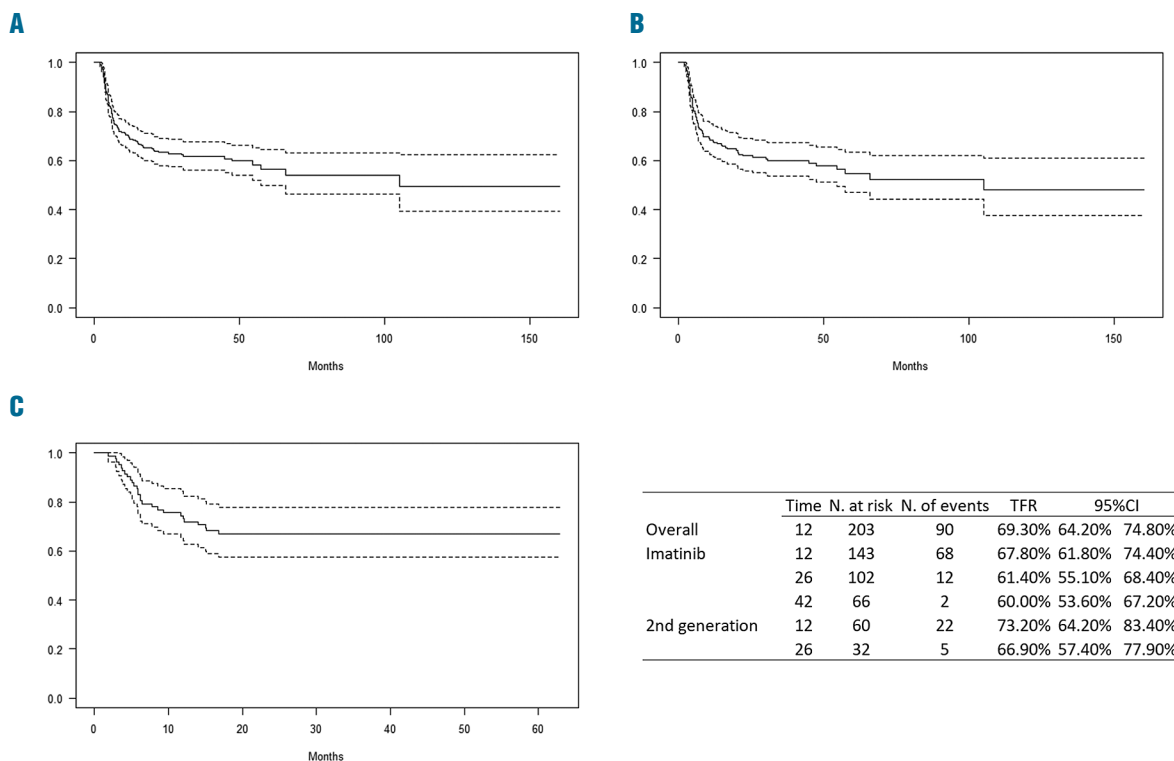 A
1.0
0.8
0.6
0.4
0.2
0.0
0 50 100 150
Months
B
1.0
0.8
0.6
0.4
0.2
0.0
0 50 100 150
Months
C
1.0
0.8
0.6
0.4
0.2
0.0
0 10 20 30 40 50 60
Months
Time N. at risk N. of events TFR 95%CI
Overall 12 203 90 69.30% 64.20% 74.80%
Imatinib 12 143 68 67.80% 61.80% 74.40%
26 102 12 61.40% 55.10% 68.40%
42 66 2 60.00% 53.60% 67.20%
2nd generation 12 60 22 73.20% 64.20% 83.40%
26 32 5 66.90% 57.40% 77.90%